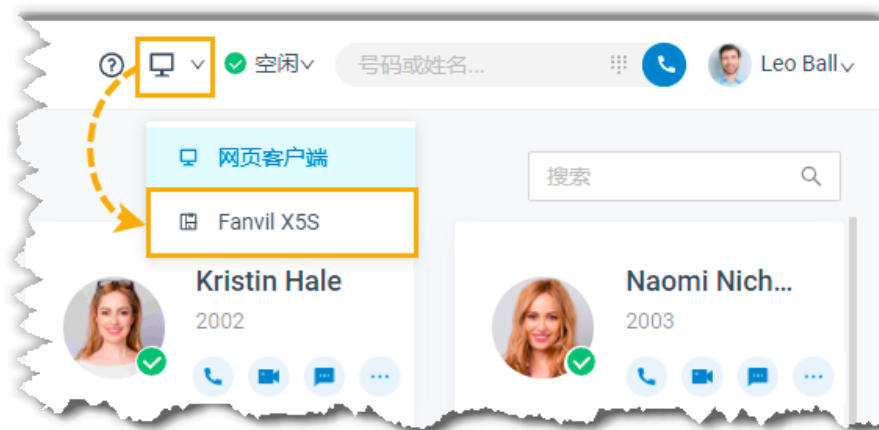 空闲
号码或姓名...
Leo Ball
网页客户端
搜索
Fanvil X5S
Kristin Hale
2002
Naomi Nich...
2003